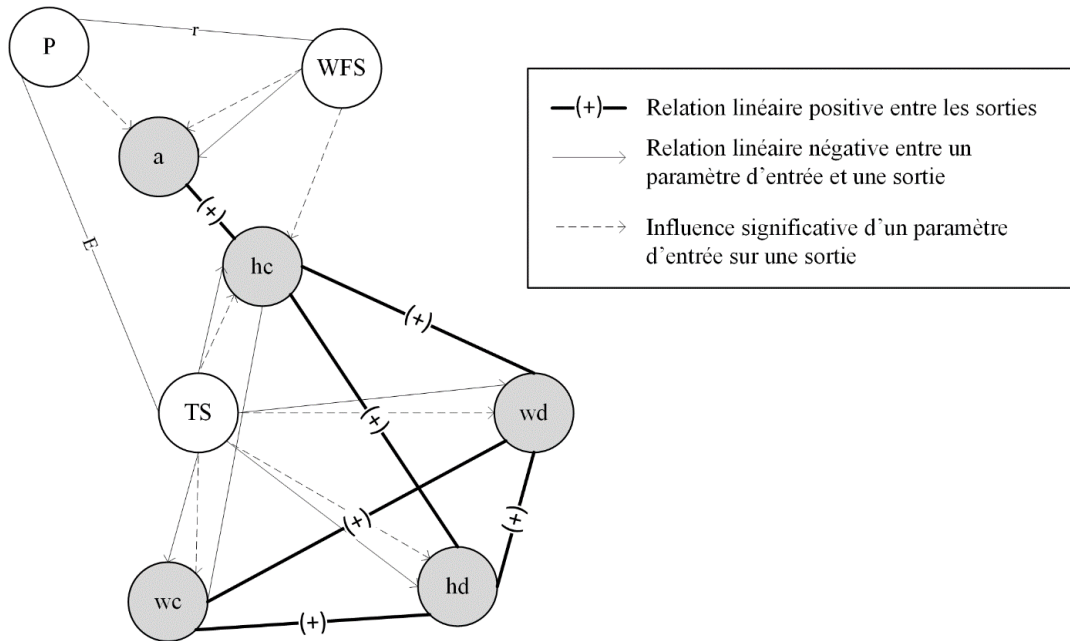 P
r
WFS
a
(+)
hc
E
(+)
TS
(+)
wd
(+)
(+)
wc
hd
(+)
(+) Relation linéaire positive entre les sorties
Relation linéaire négative entre un
paramètre d'entrée et une sortie
Influence significative d'un paramètre
d'entrée sur une sortie